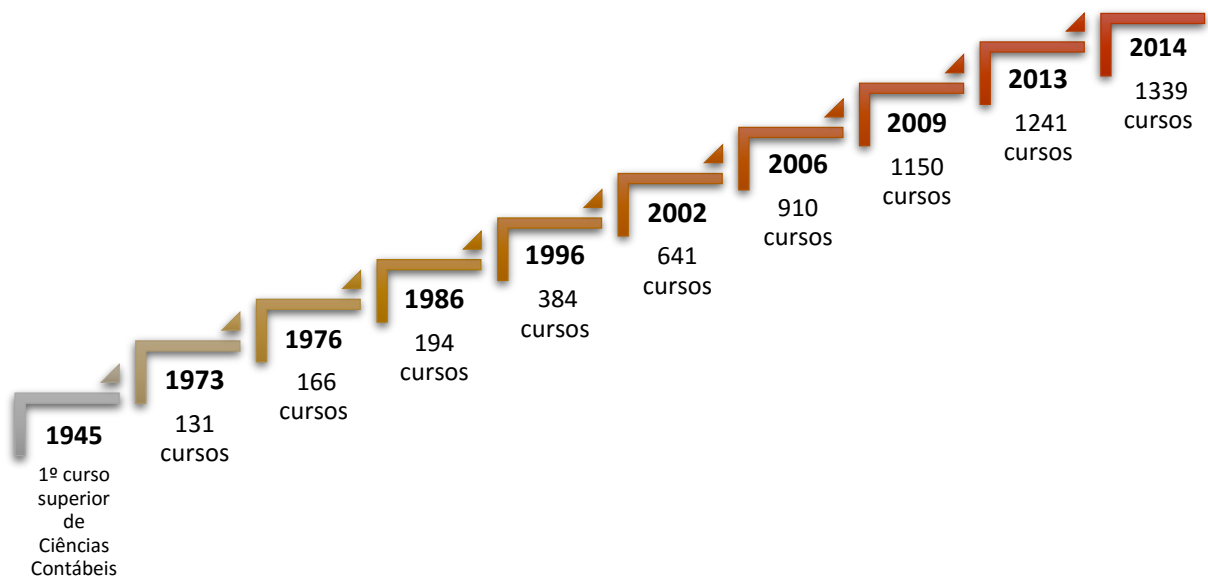 1945
1º curso
superior
de
Ciências
Contábeis
1973
131
cursos
1976
166
cursos
1986
194
cursos
1996
384
cursos
2002
641
cursos
2006
910
cursos
2009
1150
cursos
2013
1241
cursos
2014
1339
cursos